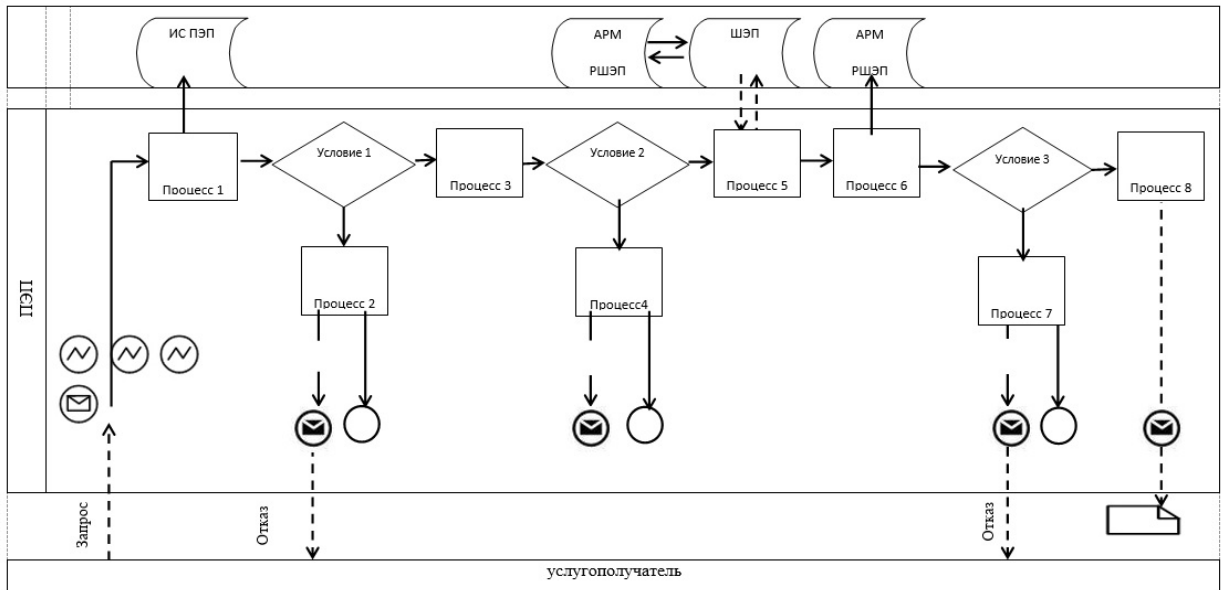 ИС ПЭП
АРМ
РШЭП
ШЭП
АРМ
РШЭП
Процесс 1
Условие 1
Процесс 3
Условие 2
Процесс 5
Процесс 6
Условие 3
Процесс 8
Процесс 2
Процесс4
Процесс 7
ПЭП
Запрос
Отказ
Отказ
услугополучатель